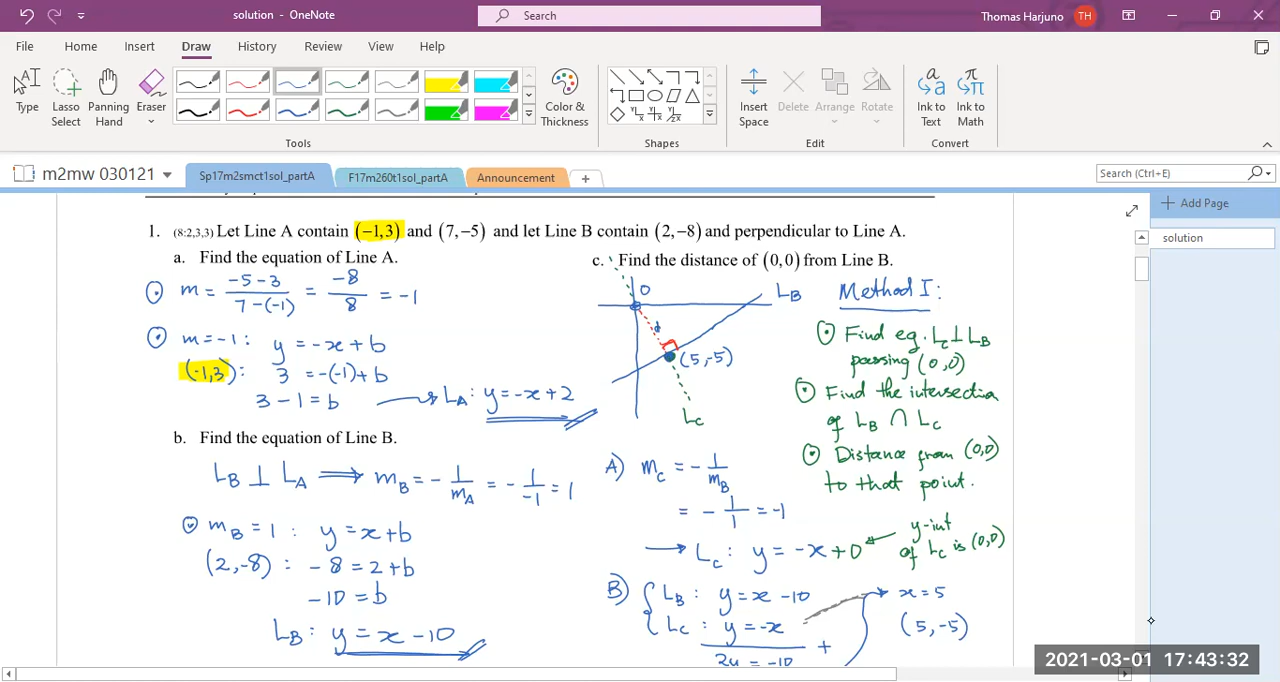 solution - OneNote
Search
Thomas Harjuno
TH
File
Home
Insert
Draw
History
Review
View
Help
Type
Lasso Select
Panning Hand
Eraser
Color & Thickness
Insert Space
Delete
Arrange
Rotate
Ink to Text
Ink to Math
Tools
Shapes
Edit
Convert
m2mw 030121
Sp17m2smct1sol_partA
F17m260t1sol_partA
Announcement
Search (Ctrl+E)
Add Page
solution
1. (8:2,3,3) Let Line A contain (−1,3) and (7,−5) and let Line B contain (2,−8) and perpendicular to Line A.
a. Find the equation of Line A.
m = (−5−3)/(7−(−1)) = −8/8 = −1
m=−1: y = −x+b
(−1,3): 3 = −(−1)+b
3−1 = b → L_A: y = −x+2
b. Find the equation of Line B.
L_B ⊥ L_A ⟹ m_B = −1/m_A = −1/−1 = 1
m_B = 1: y = x+b
(2,−8): −8 = 2+b
−10 = b
L_B: y = x −10
c. Find the distance of (0,0) from Line B.
O
L_B
d
(5,−5)
L_C
Method I:
Find eq. L_C ⊥ L_B
passing (0,0)
Find the intersection
of L_B ∩ L_C
Distance from (0,0)
to that point.
A) m_C = −1/m_B
= −1/1 = −1
→ L_C: y = −x+0
y-int
of L_C is (0,0)
B) { L_B: y = x −10
L_C: y = −x
2y = −10
+
x = 5
(5,−5)
2021-03-01 17:43:32